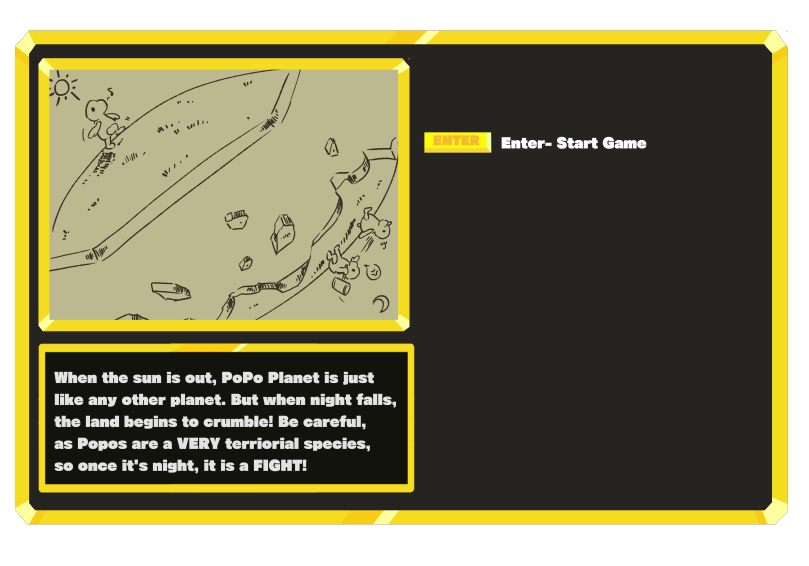 ENTER Enter- Start Game
When the sun is out, PoPo Planet is just
like any other planet. But when night falls,
the land begins to crumble! Be careful,
as Popos are a VERY terriorial species,
so once it's night, it is a FIGHT!